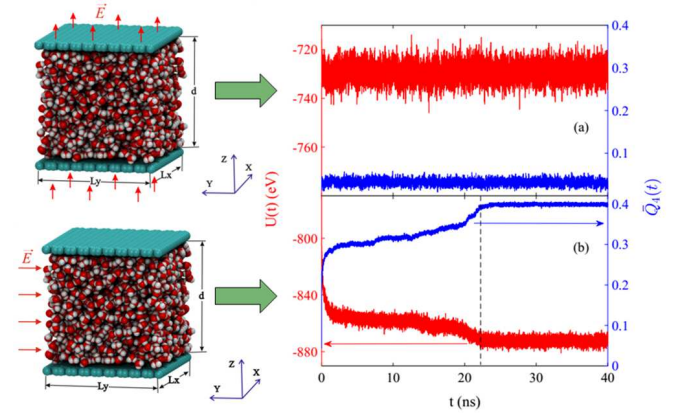 E
d
Ly
Lx
Z
X
Y
E
d
Ly
Lx
Z
X
Y
-720
-740
-760
-800
-840
-880
U(t) (eV)
(a)
(b)
0.4
0.3
0.2
0.1
0.4
0.3
0.2
0.1
0
Q̄₄(t)
0
10
20
30
40
t (ns)